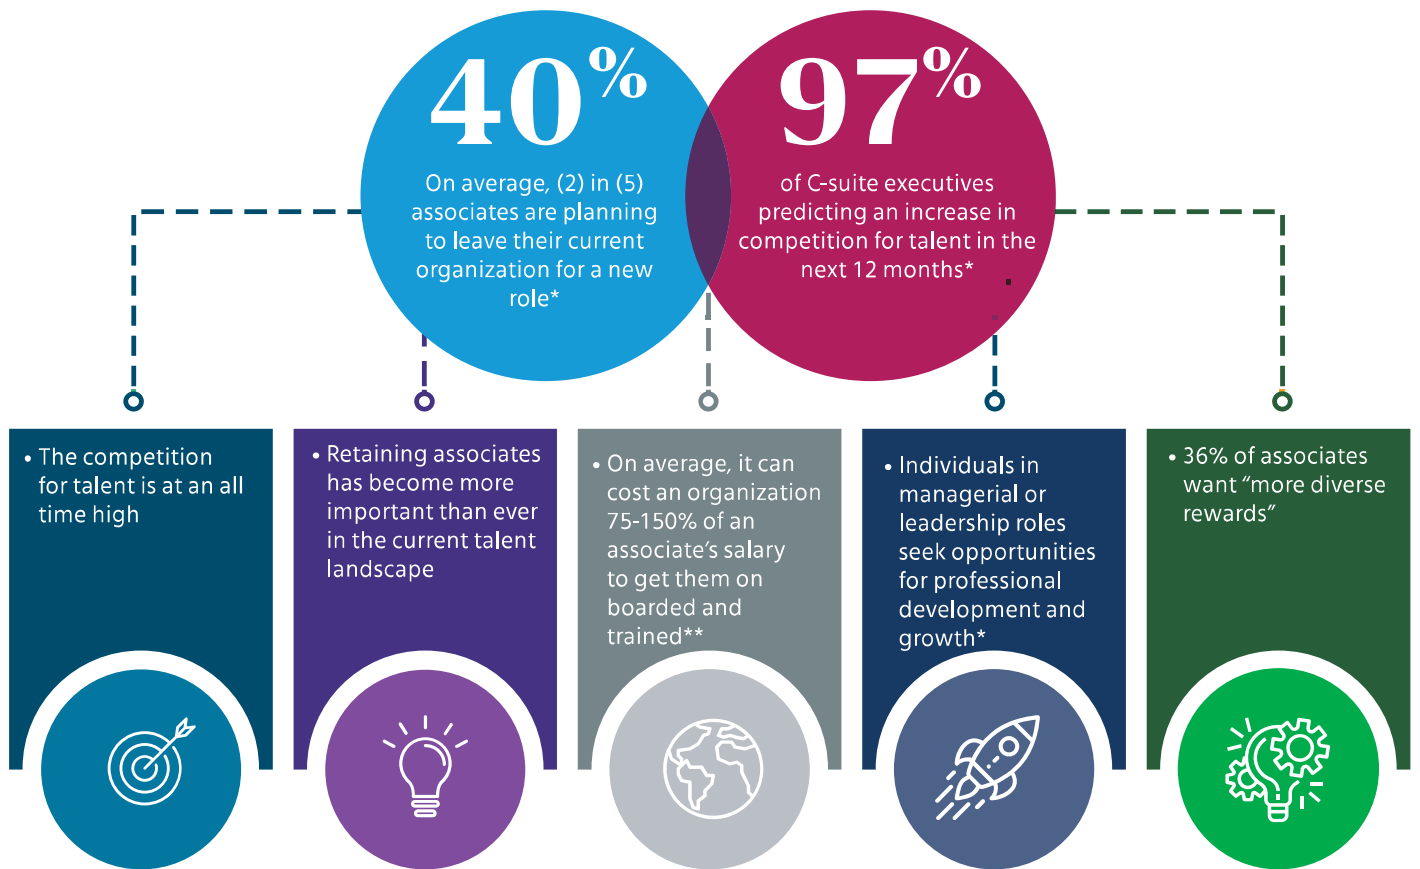 40%
On average, (2) in (5)
associates are planning
to leave their current
organization for a new
role*
97%
of C-suite executives
predicting an increase in
competition for talent in the
next 12 months*
• The competition
for talent is at an all
time high
• Retaining associates
has become more
important than ever
in the current talent
landscape
• On average, it can
cost an organization
75-150% of an
associate’s salary
to get them on
boarded and
trained**
• Individuals in
managerial or
leadership roles
seek opportunities
for professional
development and
growth*
• 36% of associates
want “more diverse
rewards”